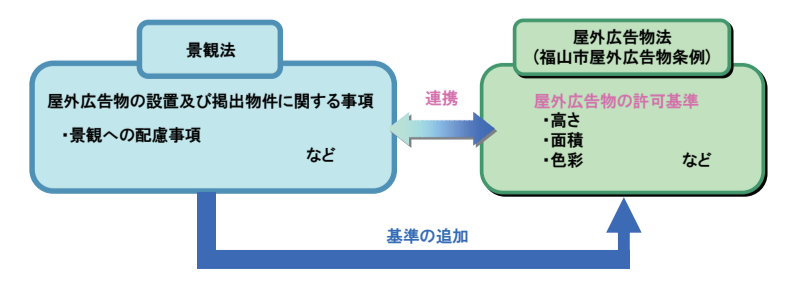 景観法
屋外広告物の設置及び掲出物件に関する事項
・景観への配慮事項
など
連携
屋外広告物法
(福山市屋外広告物条例)
屋外広告物の許可基準
・高さ
・面積
・色彩 など
基準の追加